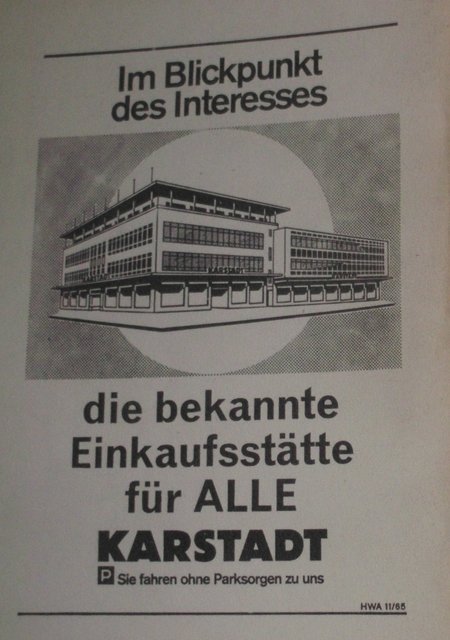 Im Blickpunkt
des Interesses
KARSTADT
KARSTADT
die bekannte
Einkaufsstätte
für ALLE
KARSTADT
P Sie fahren ohne Parksorgen zu uns
HWA 11/65